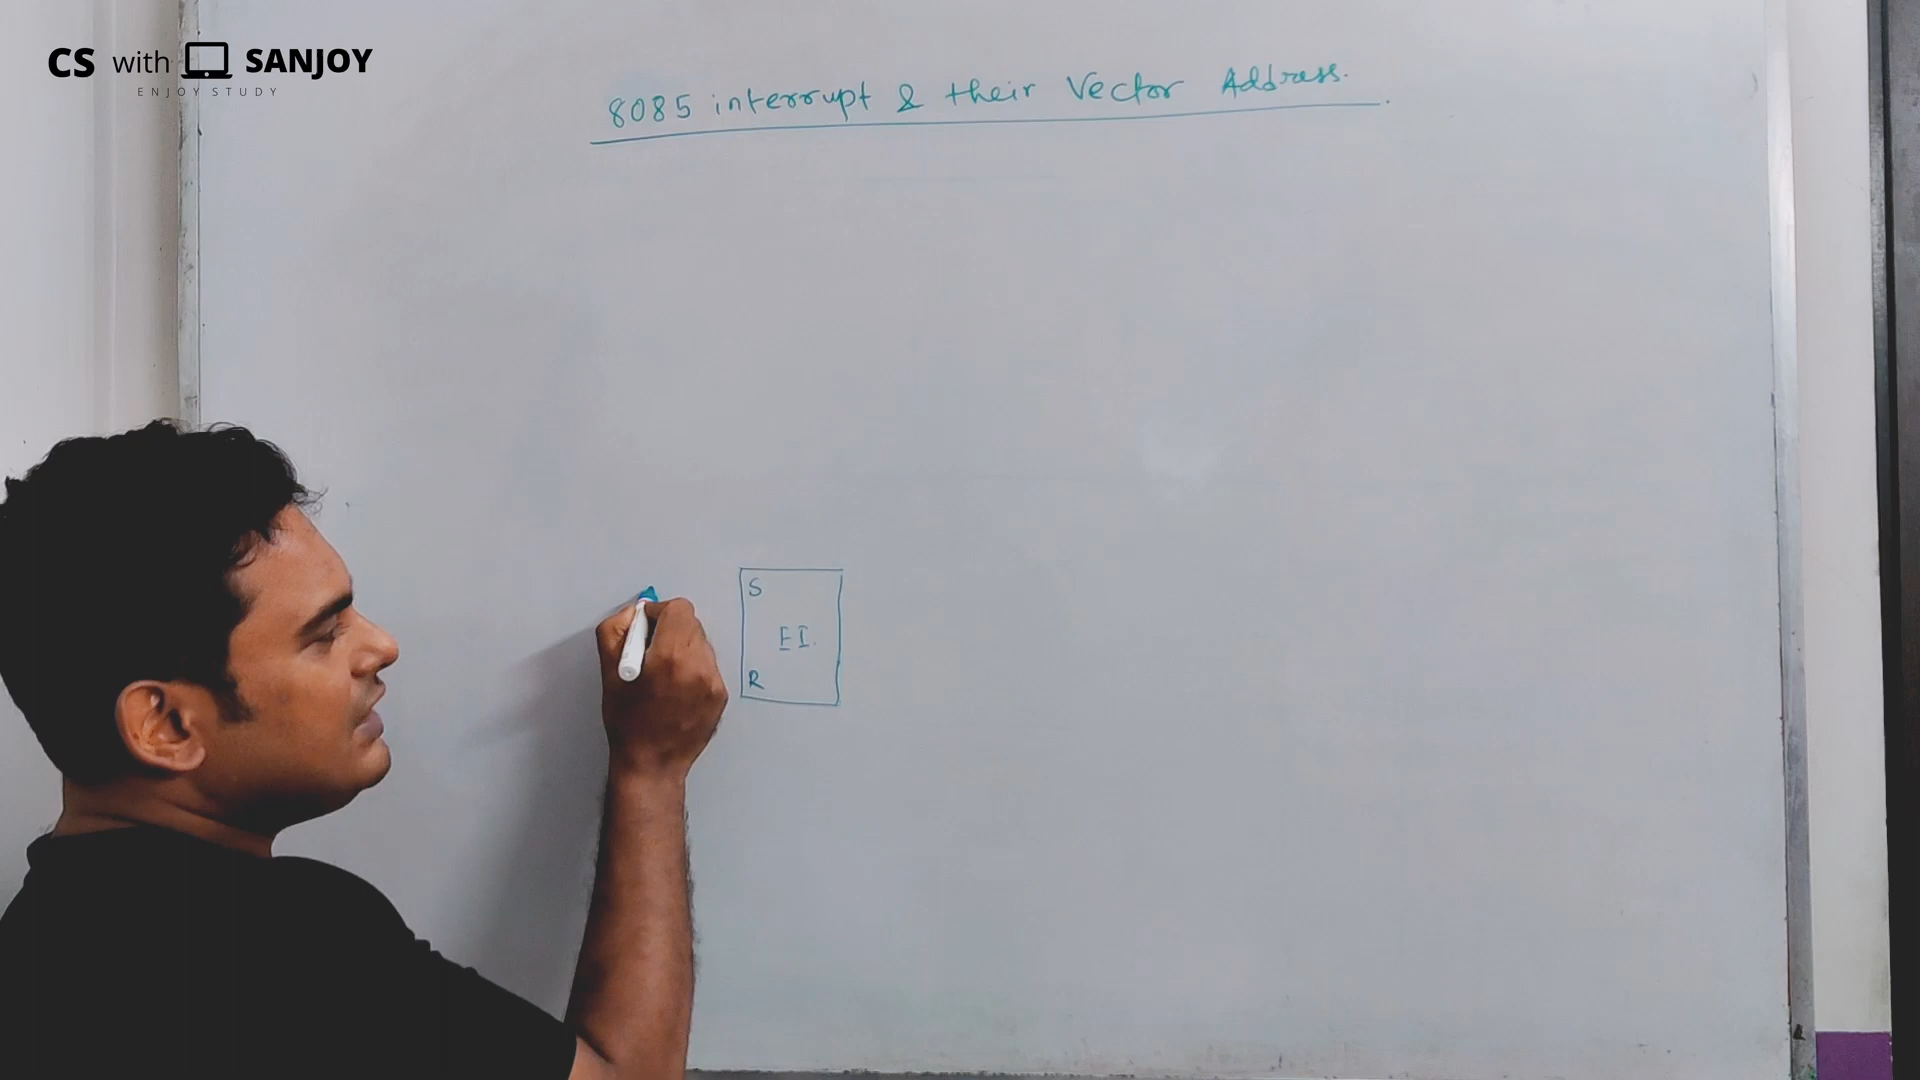 CS with SANJOY
ENJOY STUDY
8085 interrupt & their Vector Address.
S
EI.
R